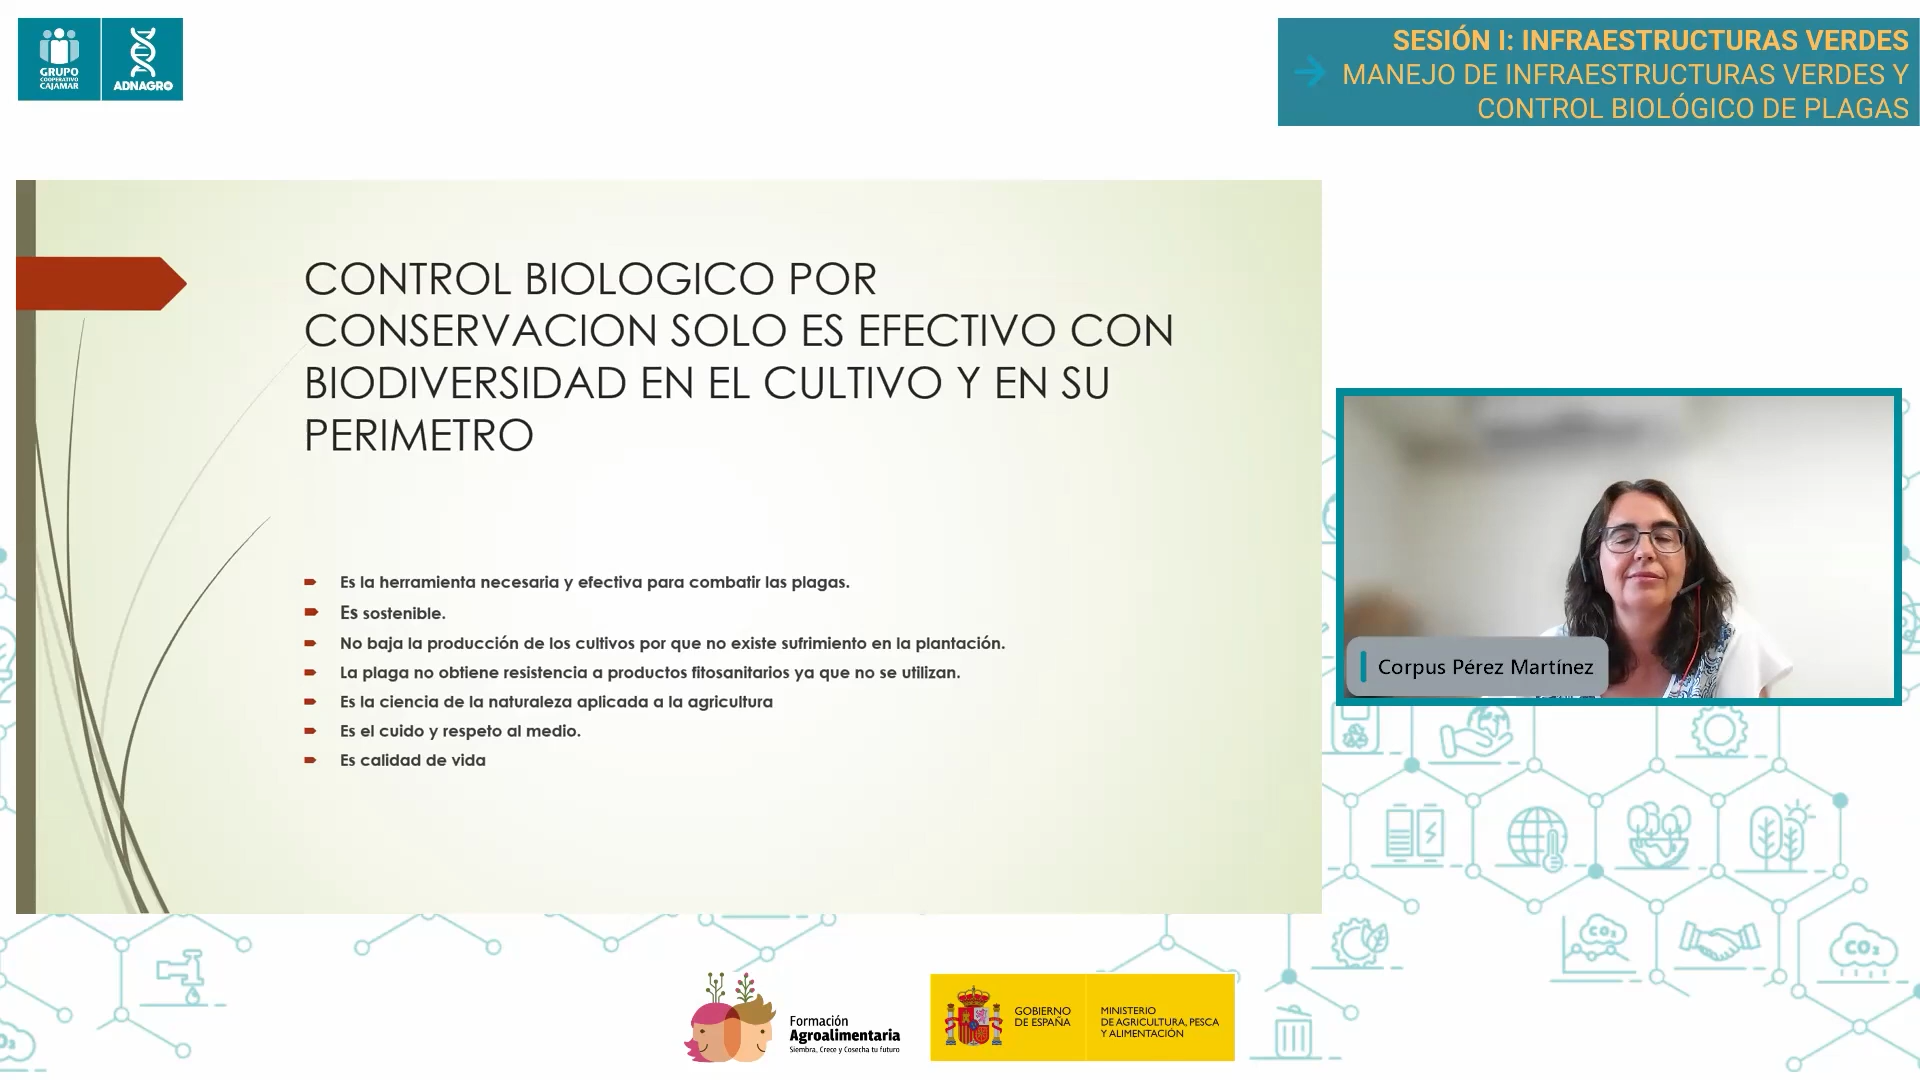 GRUPO
COOPERATIVO
CAJAMAR
ADNAGRO
SESIÓN I: INFRAESTRUCTURAS VERDES
MANEJO DE INFRAESTRUCTURAS VERDES Y
CONTROL BIOLÓGICO DE PLAGAS
CONTROL BIOLOGICO POR
CONSERVACION SOLO ES EFECTIVO CON
BIODIVERSIDAD EN EL CULTIVO Y EN SU
PERIMETRO
Es la herramienta necesaria y efectiva para combatir las plagas.
Es sostenible.
No baja la producción de los cultivos por que no existe sufrimiento en la plantación.
La plaga no obtiene resistencia a productos fitosanitarios ya que no se utilizan.
Es la ciencia de la naturaleza aplicada a la agricultura
Es el cuido y respeto al medio.
Es calidad de vida
Corpus Pérez Martínez
CO₂
CO₂
Formación
Agroalimentaria
Siembra, Crece y Cosecha tu futuro
GOBIERNO
DE ESPAÑA
MINISTERIO
DE AGRICULTURA, PESCA
Y ALIMENTACIÓN